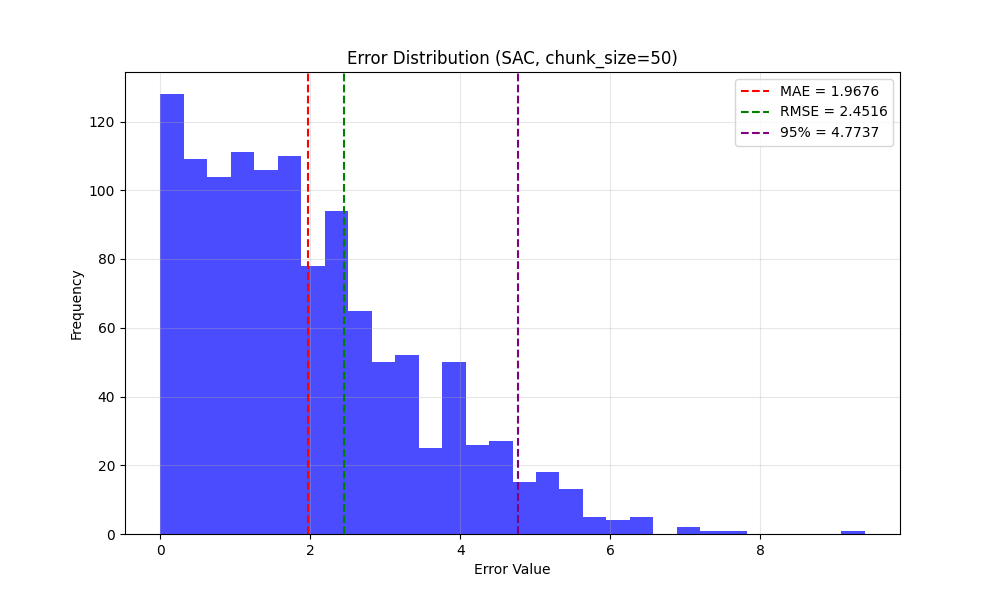 Error Distribution (SAC, chunk_size=50)
MAE = 1.9676
RMSE = 2.4516
95% = 4.7737
Frequency
120
100
80
60
40
20
0
0 2 4 6 8
Error Value